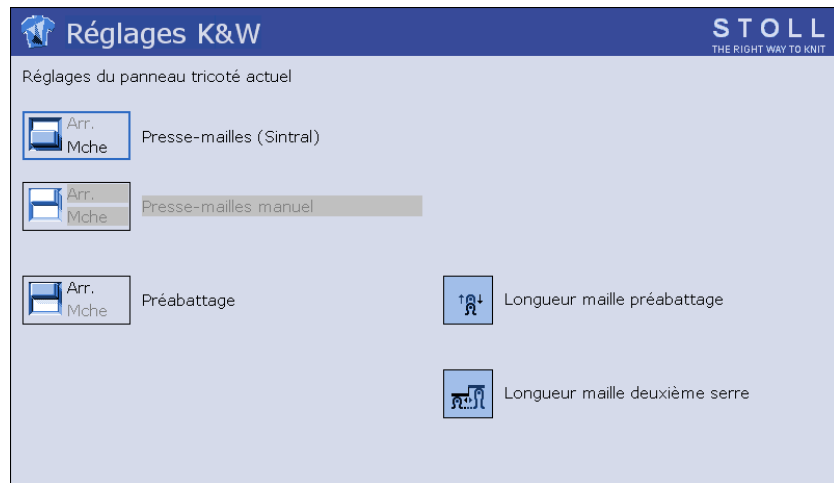 Réglages K&W
STOLL
THE RIGHT WAY TO KNIT
Réglages du panneau tricoté actuel
Arr.
Mche
Presse-mailles (Sintral)
Arr.
Mche
Presse-mailles manuel
Arr.
Mche
Préabattage
Longueur maille préabattage
Longueur maille deuxième serre